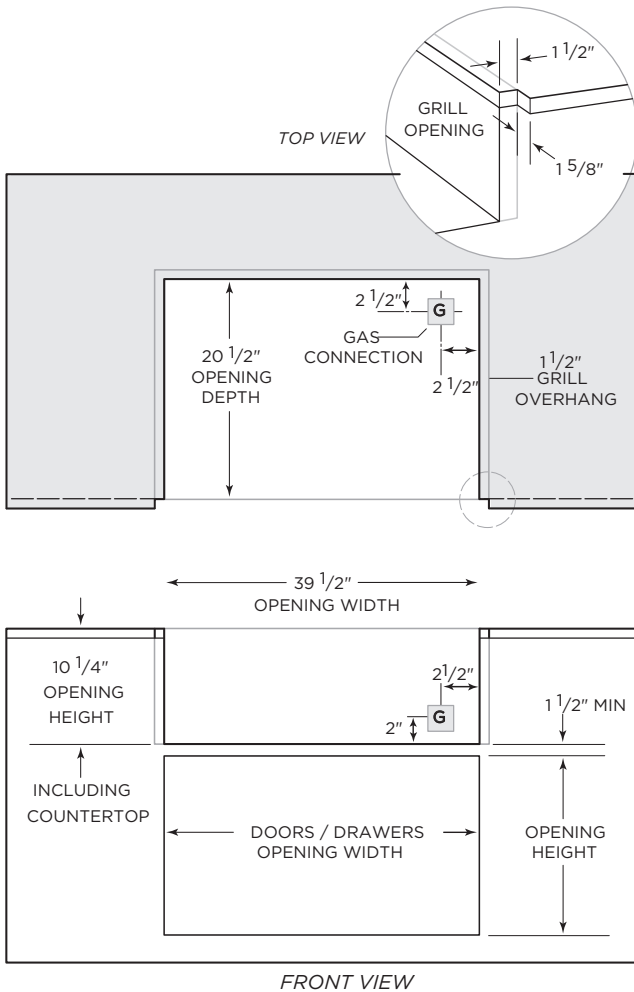 1 1/2"
GRILL
OPENING
TOP VIEW
1 5/8"
2 1/2"
G
GAS
CONNECTION
20 1/2"
OPENING
DEPTH
2 1/2"
1 1/2"
GRILL
OVERHANG
39 1/2"
OPENING WIDTH
10 1/4"
OPENING
HEIGHT
2 1/2"
G
2"
1 1/2" MIN
INCLUDING
COUNTERTOP
DOORS / DRAWERS
OPENING WIDTH
OPENING
HEIGHT
FRONT VIEW